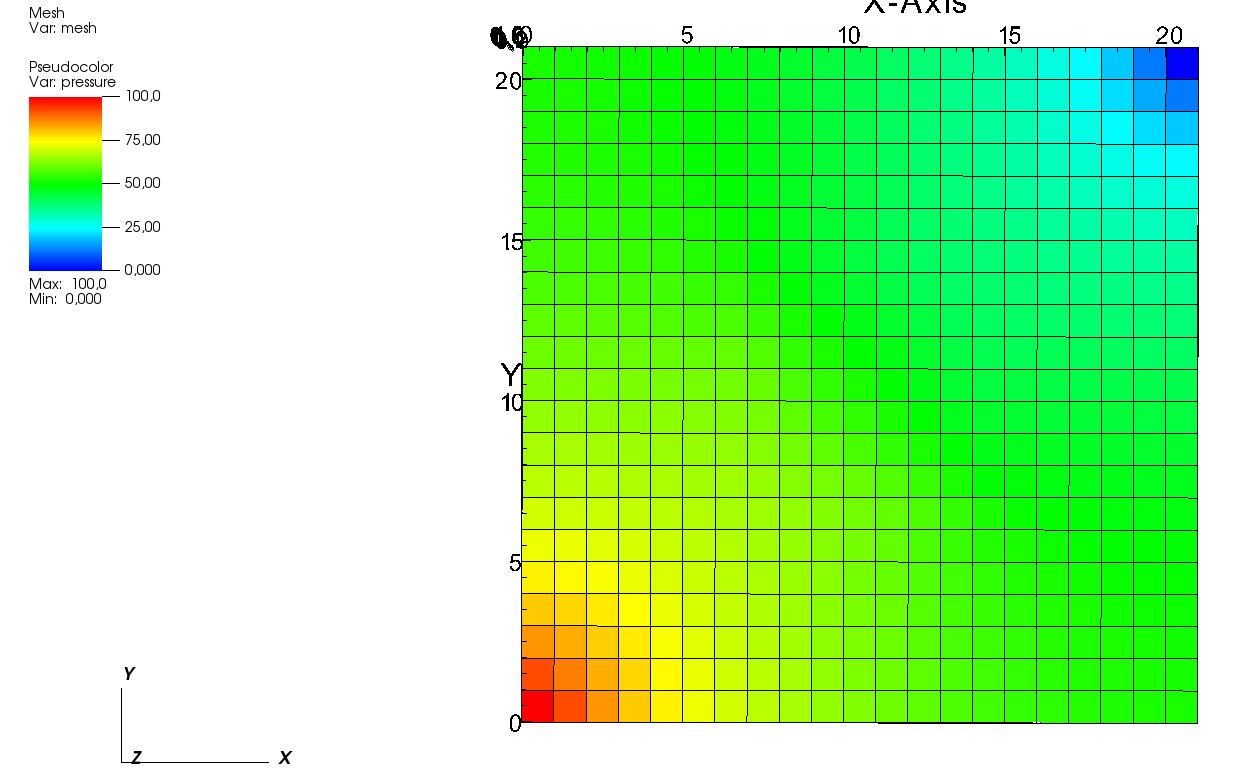 Mesh
Var: mesh
Pseudocolor
Var: pressure
100,0
75,00
50,00
25,00
0,000
Max: 100,0
Min: 0,000
X-Axis
5 10 15 20
20
15
Y
10
5
0
Y
Z X